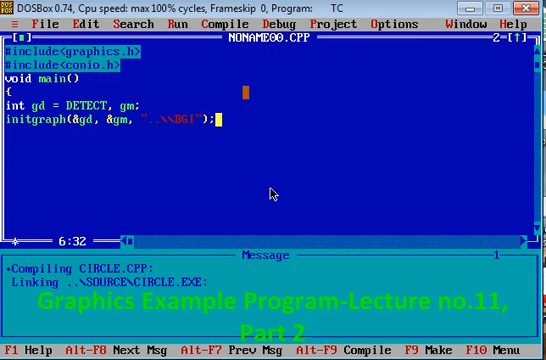 DOSBox 0.74, Cpu speed: max 100% cycles, Frameskip 0, Program: TC
≡ File Edit Search Run Compile Debug Project Options Window Help
[■] NONAME00.CPP 2=[↑]
#include<graphics.h>
#include<conio.h>
void main()
{
int gd = DETECT, gm;
initgraph(&gd, &gm, "..\\BGI");
6:32
Message 1
•Compiling CIRCLE.CPP:
Linking ..\SOURCE\CIRCLE.EXE:
Graphics Example Program-Lecture no.11,
Part 2
F1 Help Alt-F8 Next Msg Alt-F7 Prev Msg Alt-F9 Compile F9 Make F10 Menu